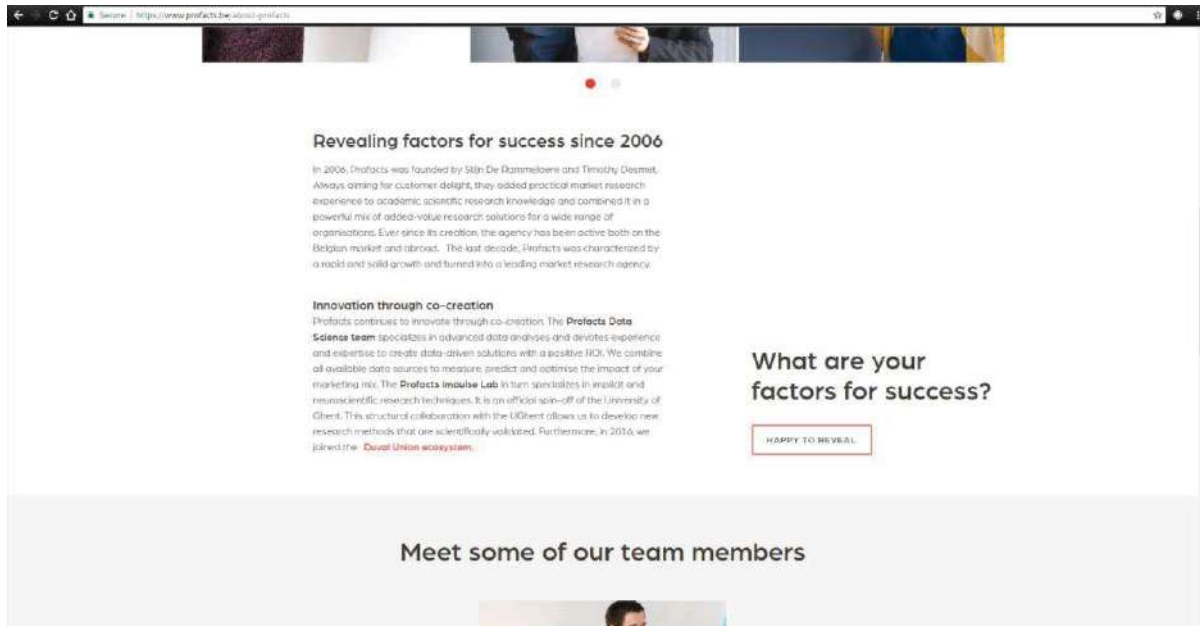 Secure | https://www.profacts.be/about-profacts
Revealing factors for success since 2006
In 2006, Profacts was founded by Stijn De Rammelaere and Timothy Desmet.
Always aiming for customer delight, they added practical market research
experience to academic scientific research knowledge and combined it in a
powerful mix of added-value research solutions for a wide range of
organisations. Ever since its creation, the agency has been active both on the
Belgian market and abroad. The last decade, Profacts was characterized by
a rapid and solid growth and turned into a leading market research agency.
Innovation through co-creation
Profacts continues to innovate through co-creation. The Profacts Data
Science team specializes in advanced data analyses and devotes experience
and expertise to create data-driven solutions with a positive ROI. We combine
all available data sources to measure, predict and optimise the impact of your
marketing mix. The Profacts Impulse Lab in turn specializes in implicit and
neuroscientific research techniques. It is an official spin-off of the University of
Ghent. This structural collaboration with the UGhent allows us to develop new
research methods that are scientifically validated. Furthermore, in 2016, we
joined the Duval Union ecosystem.
What are your
factors for success?
HAPPY TO REVEAL
Meet some of our team members